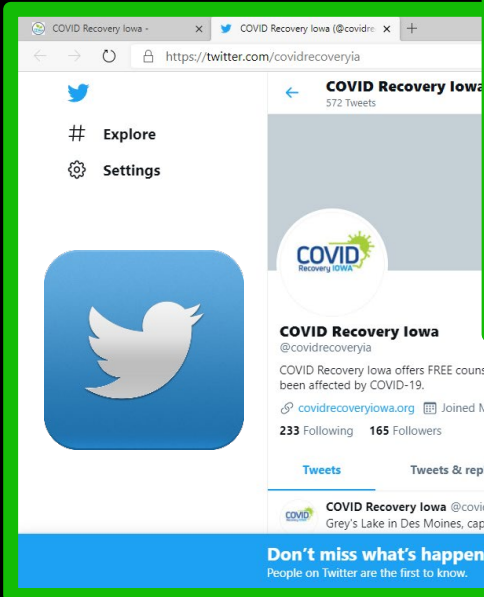 COVID Recovery Iowa -
COVID Recovery Iowa (@covidre
https://twitter.com/covidrecoveryia
COVID Recovery Iowa
572 Tweets
Explore
Settings
COVID
Recovery IOWA
COVID Recovery Iowa
@covidrecoveryia
COVID Recovery Iowa offers FREE couns
been affected by COVID-19.
covidrecoveryiowa.org Joined M
233 Following 165 Followers
Tweets Tweets & rep
COVID
COVID Recovery Iowa @covid
Grey's Lake in Des Moines, cap
Don't miss what's happen
People on Twitter are the first to know.